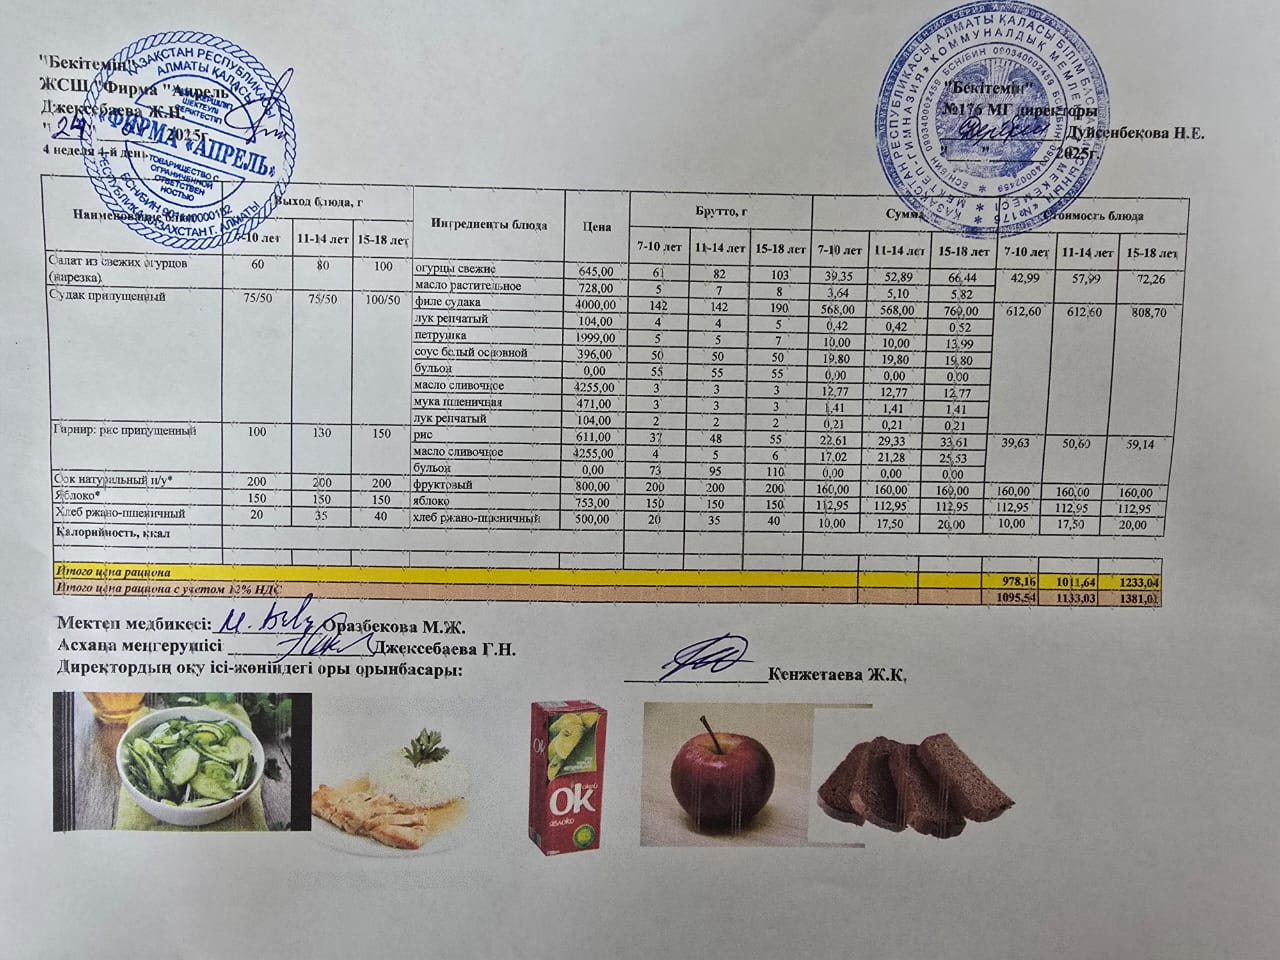 "Бекітемін"
ЖСШ "Фирма "Апрель"
Джексебаева Ж.Н.
"24" 2025г.
4 неделя 4-й день
ҚАЗАҚСТАН РЕСПУБЛИКАСЫ
АЛМАТЫ ҚАЛАСЫ
"ФИРМА «АПРЕЛЬ»
ТОВАРИЩЕСТВО С
ОГРАНИЧЕННОЙ
ОТВЕТСТВЕН
НОСТЬЮ
РЕСПУБЛИКА КАЗАХСТАН Г. АЛМАТЫ
"Бекітемін"
№176 МГ директоры
Дуйсенбекова Н.Е.
" " 2025г.
БСН/БИН 090340002459
Наименование блюд Выход блюда, г Ингредиенты блюда Цена Брутто, г Сумма Стоимость блюда
7-10 лет 11-14 лет 15-18 лет 7-10 лет 11-14 лет 15-18 лет 7-10 лет 11-14 лет 15-18 лет 7-10 лет 11-14 лет 15-18 лет
Салат из свежих огурцов (нарезка) 60 80 100 огурцы свежие 645,00 61 82 103 39,35 52,89 66,44 42,99 57,99 72,26
масло растительное 728,00 5 7 8 3,64 5,10 5,82
Судак припущенный 75/50 75/50 100/50 филе судака 4000,00 142 142 190 568,00 568,00 760,00 612,60 612,60 808,70
лук репчатый 104,00 4 4 5 0,42 0,42 0,52
петрушка 1999,00 5 5 7 10,00 10,00 13,99
соус белый основной 396,00 50 50 50 19,80 19,80 19,80
бульон 0,00 55 55 55 0,00 0,00 0,00
масло сливочное 4255,00 3 3 3 12,77 12,77 12,77
мука пшеничная 471,00 3 3 3 1,41 1,41 1,41
лук репчатый 104,00 2 2 2 0,21 0,21 0,21
Гарнир: рис припущенный 100 130 150 рис 611,00 37 48 55 22,61 29,33 33,61 39,63 50,60 59,14
масло сливочное 4255,00 4 5 6 17,02 21,28 25,53
бульон 0,00 73 95 110 0,00 0,00 0,00
Сок натуральный п/у* 200 200 200 фруктовый 800,00 200 200 200 160,00 160,00 160,00 160,00 160,00 160,00
Яблоко* 150 150 150 яблоко 753,00 150 150 150 112,95 112,95 112,95 112,95 112,95 112,95
Хлеб ржано-пшеничный 20 35 40 хлеб ржано-пшеничный 500,00 20 35 40 10,00 17,50 20,00 10,00 17,50 20,00
Калорийность, ккал
Итого цена рациона 978,16 1011,64 1233,04
Итого цена рациона с учетом 12% НДС 1095,54 1133,03 1381,01
Мектеп медбикесі: Оразбекова М.Ж.
Асхана меңгерушісі Джексебаева Г.Н.
Директордың оқу ісі-жөніндегі оры орынбасары: Кенжетаева Ж.К.
Ок
яблоко